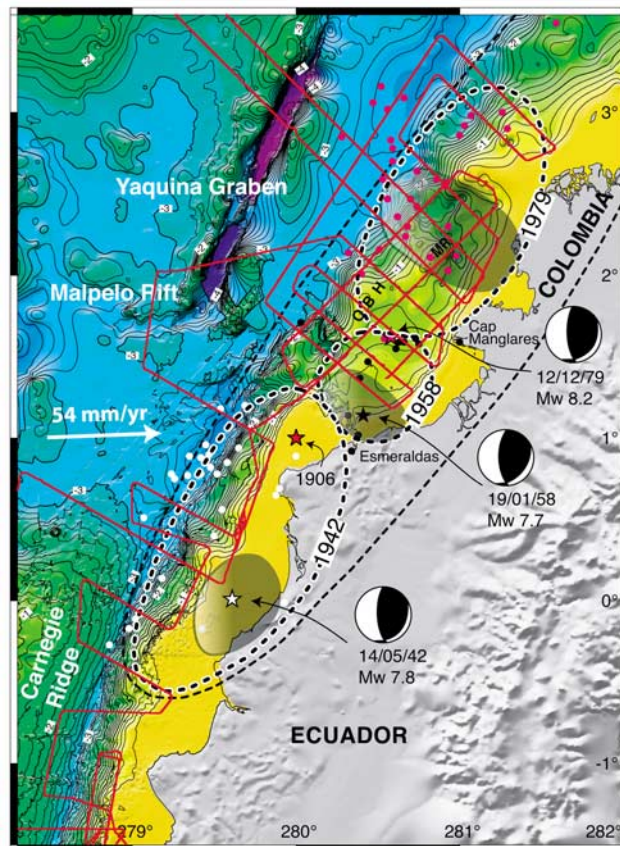 3°
Yaquina Graben
1979
COLOMBIA
MR
2°
Malpelo Rift
O B H
Cap
Manglares
12/12/79
Mw 8.2
1958
54 mm/yr
1°
1906
Esmeraldas
19/01/58
Mw 7.7
1942
0°
Carnegie
Ridge
14/05/42
Mw 7.8
ECUADOR
-1°
279°
280°
281°
282°